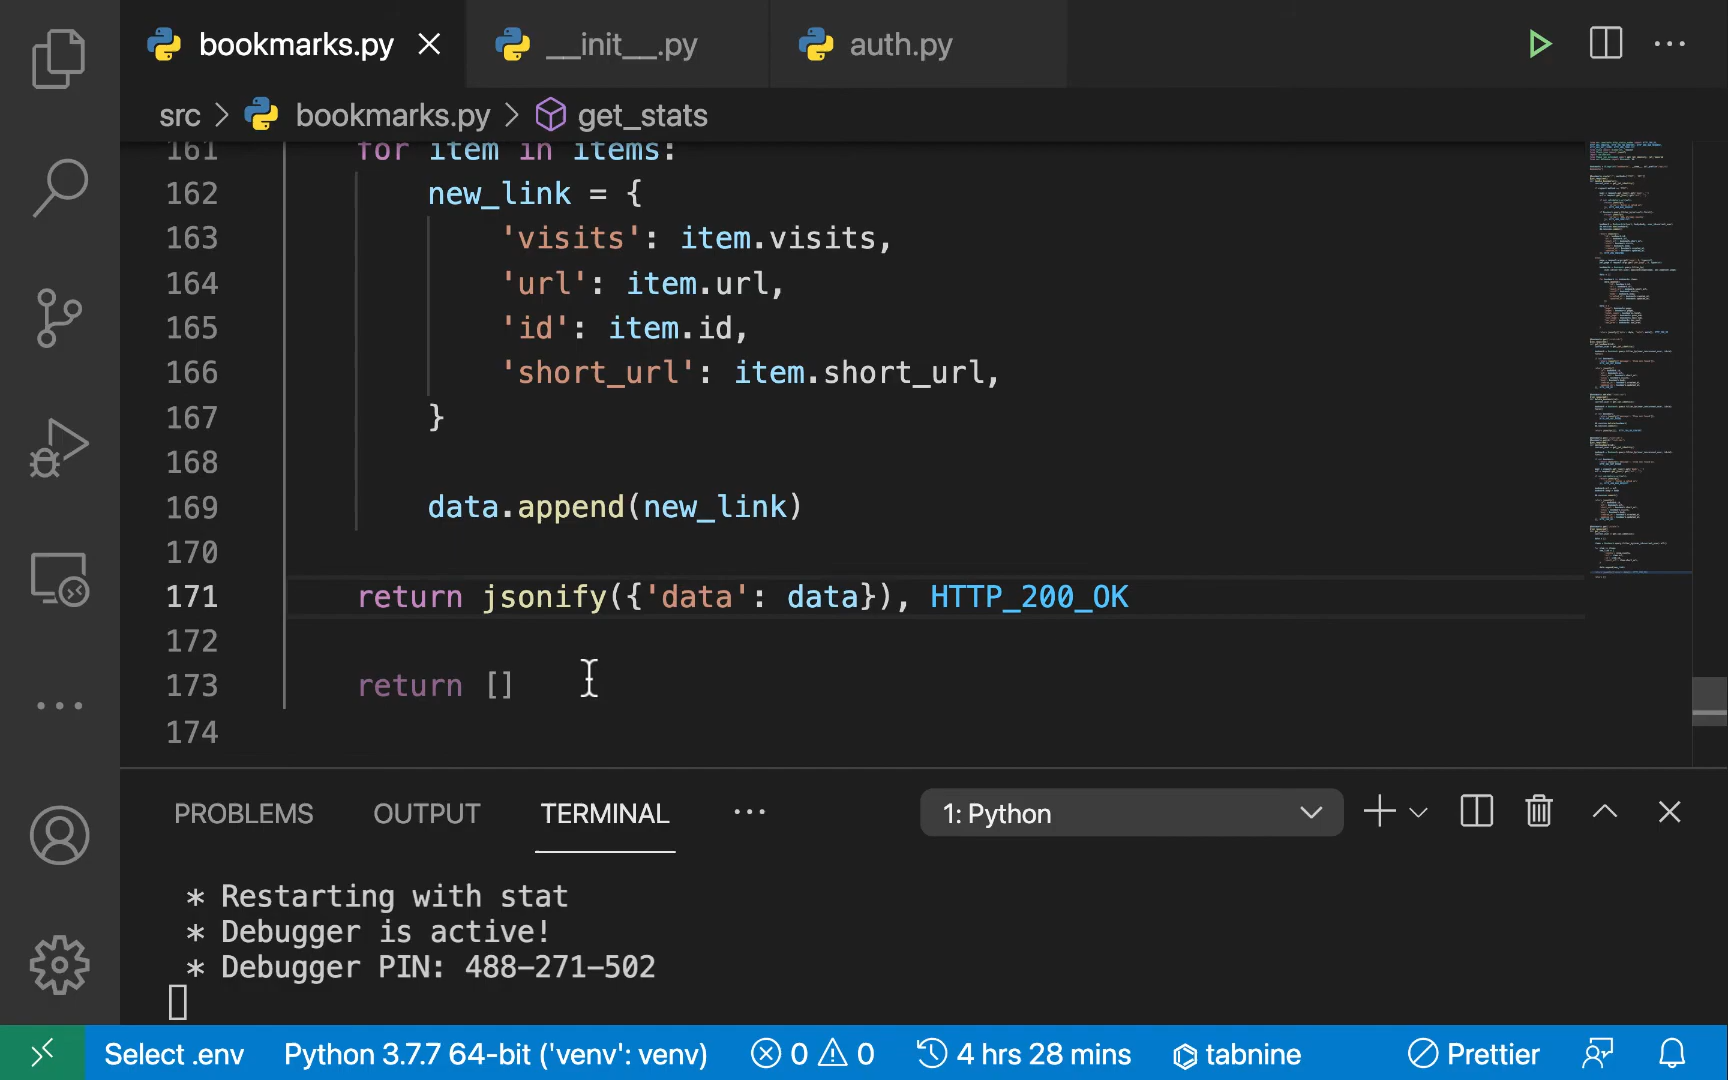 bookmarks.py
__init__.py
auth.py
src > bookmarks.py > get_stats
161 for item in items:
162 new_link = {
163 'visits': item.visits,
164 'url': item.url,
165 'id': item.id,
166 'short_url': item.short_url,
167 }
168
169 data.append(new_link)
170
171 return jsonify({'data': data}), HTTP_200_OK
172
173 return []
174
PROBLEMS OUTPUT TERMINAL ··· 1: Python
* Restarting with stat
* Debugger is active!
* Debugger PIN: 488-271-502
Select .env Python 3.7.7 64-bit ('venv': venv) 0 0 4 hrs 28 mins tabnine Prettier